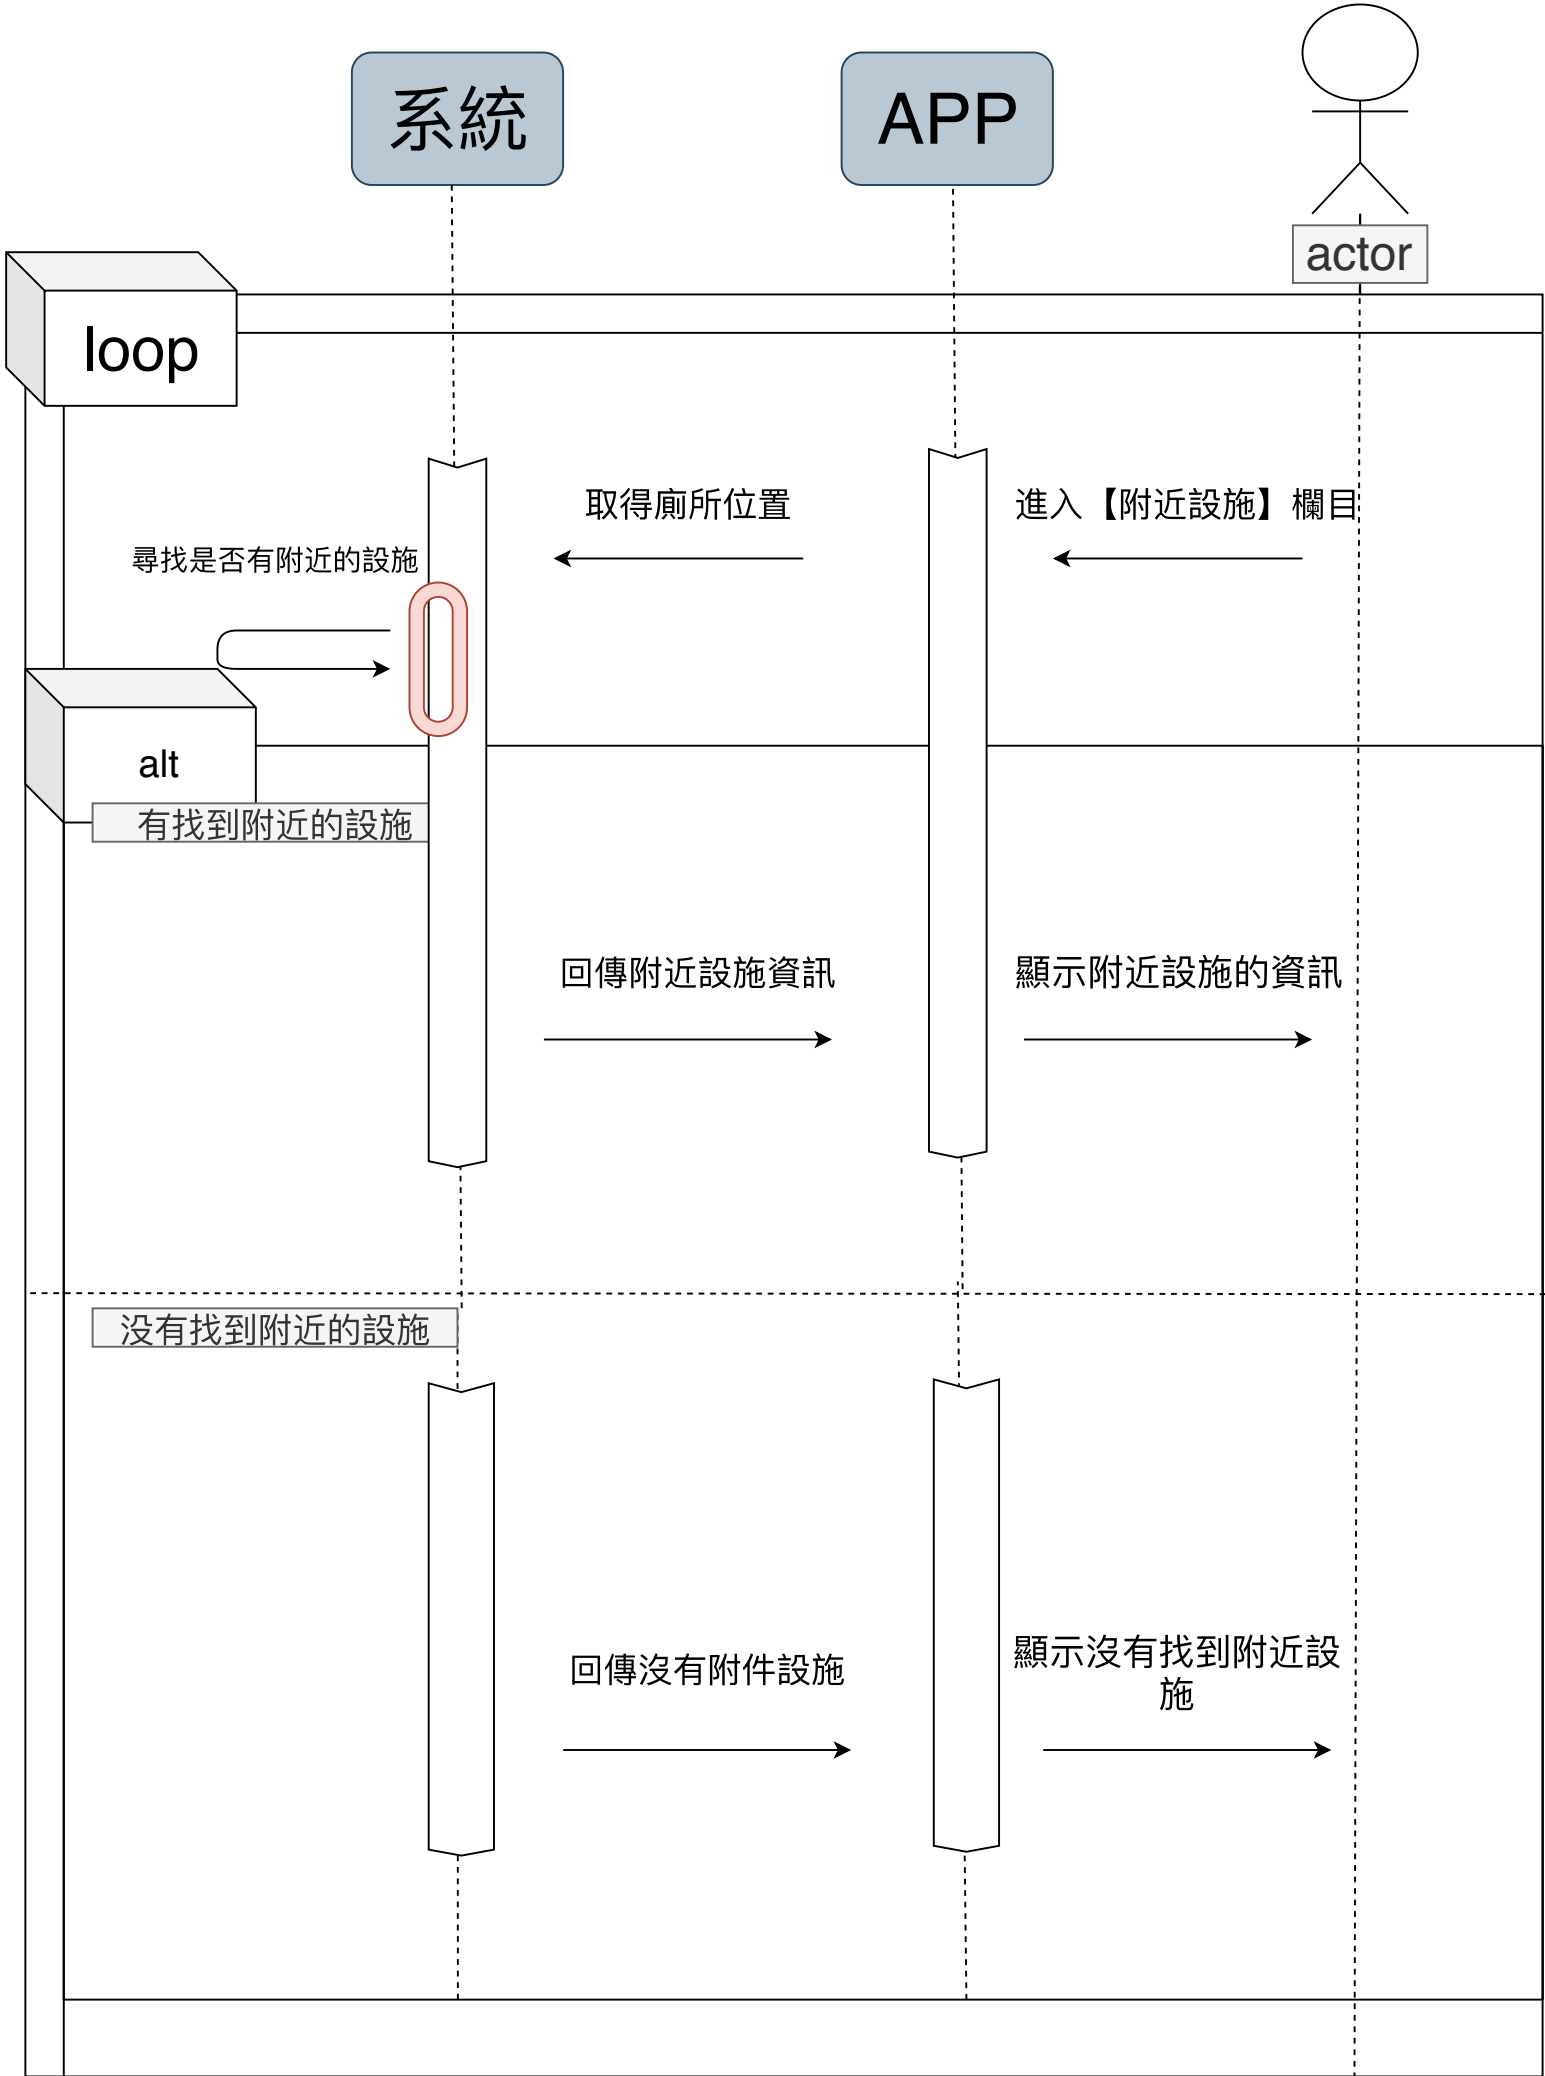 系統
APP
actor
loop
取得廁所位置
進入【附近設施】欄目
尋找是否有附近的設施
alt
有找到附近的設施
回傳附近設施資訊
顯示附近設施的資訊
没有找到附近的設施
回傳沒有附件設施
顯示沒有找到附近設
施